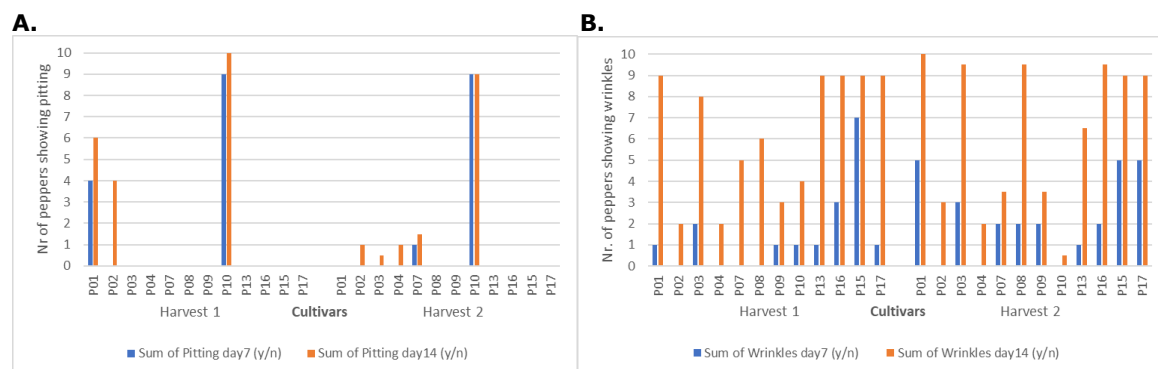 A.
Nr of peppers showing pitting
10
9
8
7
6
5
4
3
2
1
0
P01 P02 P03 P04 P07 P08 P09 P10 P13 P16 P15 P17 P01 P02 P03 P04 P07 P08 P09 P10 P13 P16 P15 P17
Harvest 1 Cultivars Harvest 2
Sum of Pitting day7 (y/n) Sum of Pitting day14 (y/n)
B.
Nr. of peppers showing wrinkles
10
9
8
7
6
5
4
3
2
1
0
P01 P02 P03 P04 P07 P08 P09 P10 P13 P16 P15 P17 P01 P02 P03 P04 P07 P08 P09 P10 P13 P16 P15 P17
Harvest 1 Cultivars Harvest 2
Sum of Wrinkles day7 (y/n) Sum of Wrinkles day14 (y/n)